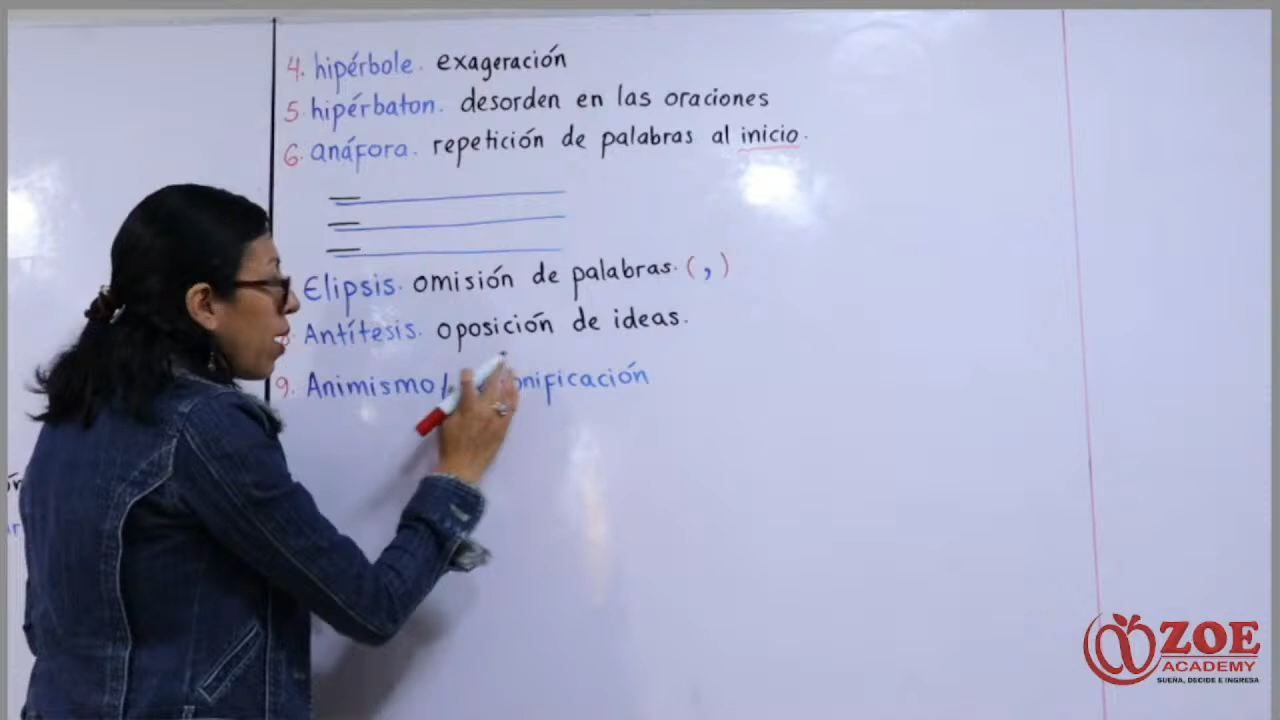 4. hipérbole. exageración
5. hipérbaton. desorden en las oraciones
6. anáfora. repetición de palabras al inicio.
Elipsis. omisión de palabras. ( , )
Antítesis. oposición de ideas.
9. Animismo/
ZOE
ACADEMY
SUEÑA, DECIDE E INGRESA